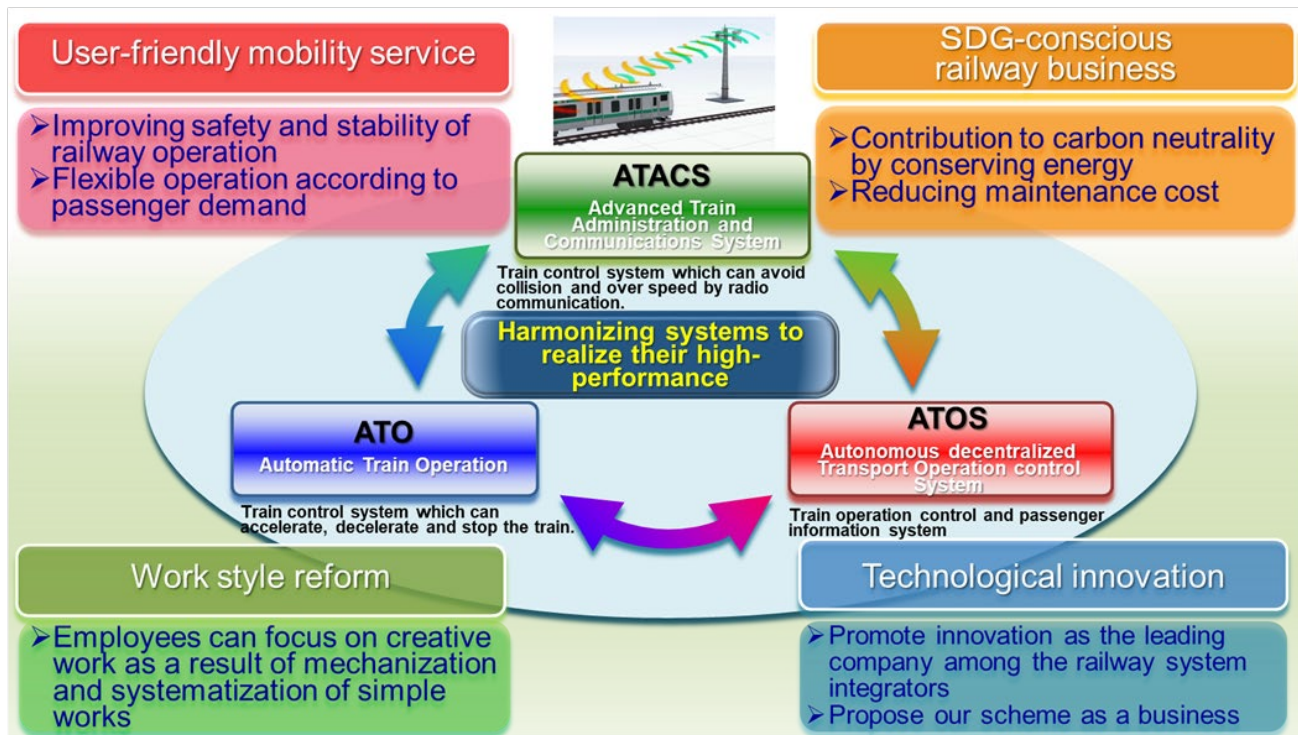 User-friendly mobility service
➢Improving safety and stability of
railway operation
➢Flexible operation according to
passenger demand
SDG-conscious
railway business
➢Contribution to carbon neutrality
by conserving energy
➢Reducing maintenance cost
ATACS
Advanced Train
Administration and
Communications System
Train control system which can avoid
collision and over speed by radio
communication.
Harmonizing systems to
realize their high-
performance
ATO
Automatic Train Operation
Train control system which can
accelerate, decelerate and stop the train.
ATOS
Autonomous decentralized
Transport Operation control
System
Train operation control and passenger
information system
Work style reform
➢Employees can focus on creative
work as a result of mechanization
and systematization of simple
works
Technological innovation
➢Promote innovation as the leading
company among the railway system
integrators
➢Propose our scheme as a business